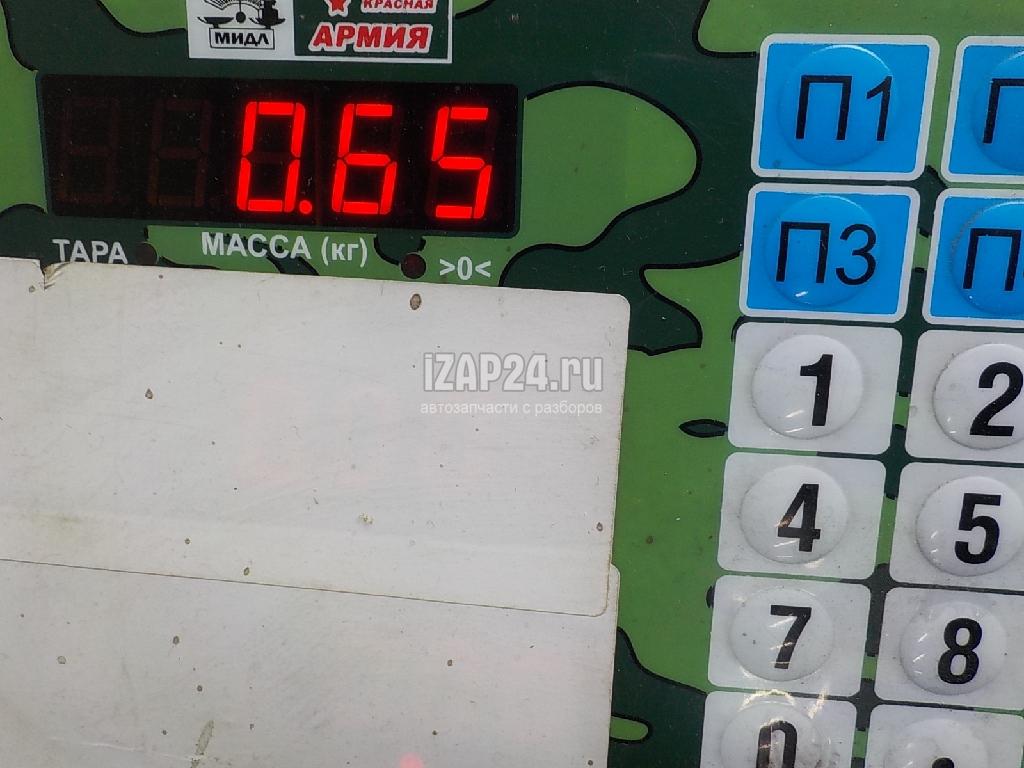 КРАСНАЯ
МИДЛ АРМИЯ
0.65
ТАРА МАССА (кг) >0<
П1
П3
iZAP24.ru
автозапчасти с разборов
1 2
4 5
7 8
0